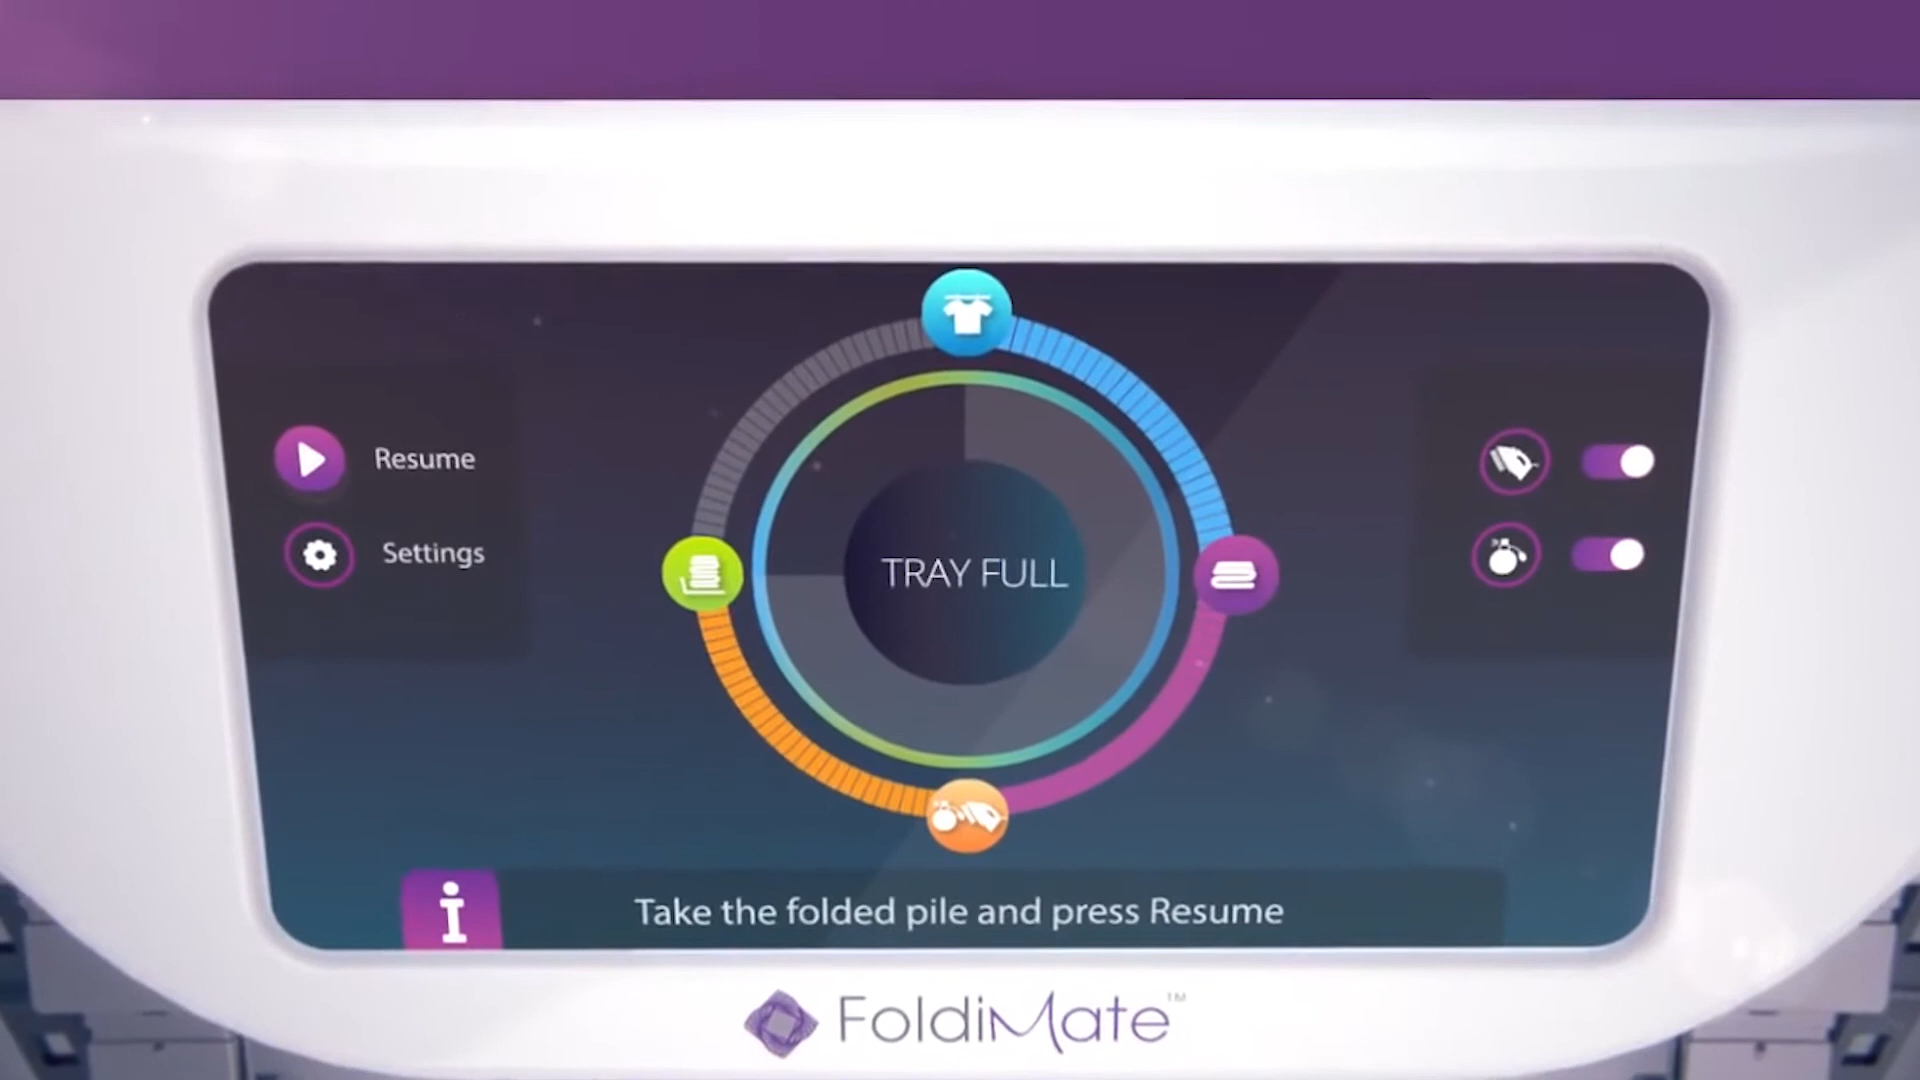 Resume
Settings
TRAY FULL
Take the folded pile and press Resume
FoldiMate™